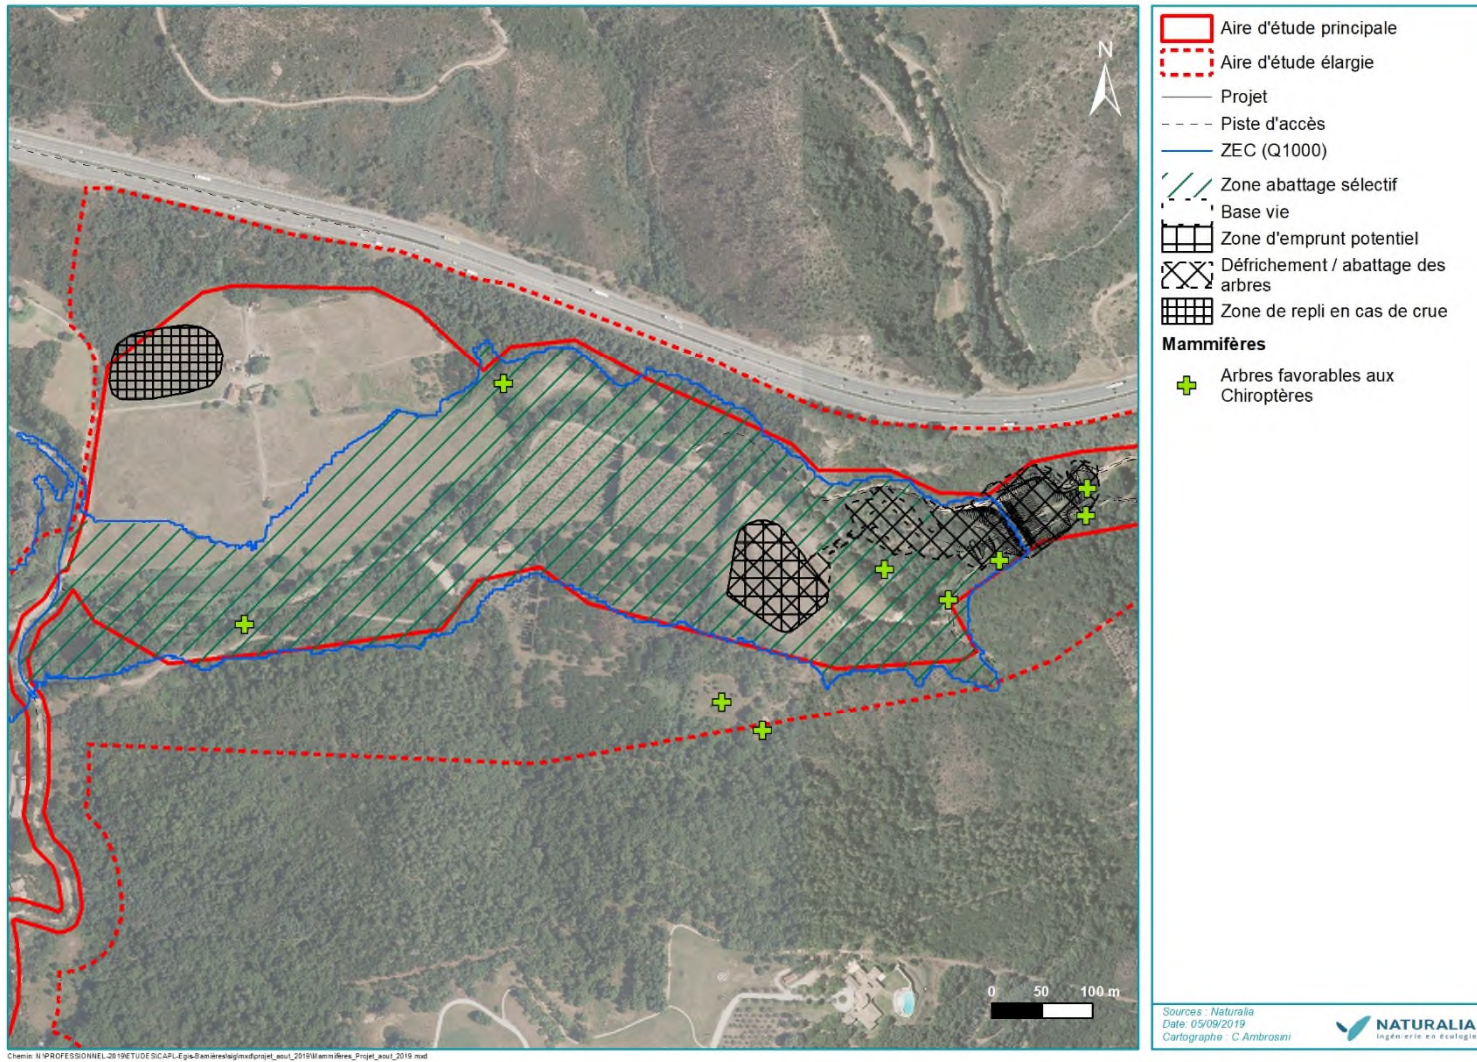 N
0 50 100 m
Aire d'étude principale
Aire d'étude élargie
Projet
Piste d'accès
ZEC (Q1000)
Zone abattage sélectif
Base vie
Zone d'emprunt potentiel
Défrichement / abattage des
arbres
Zone de repli en cas de crue
Mammifères
Arbres favorables aux
Chiroptères
Sources : Naturalia
Date: 05/09/2019
Cartographe : C.Ambrosini
NATURALIA
ingénierie en écologie